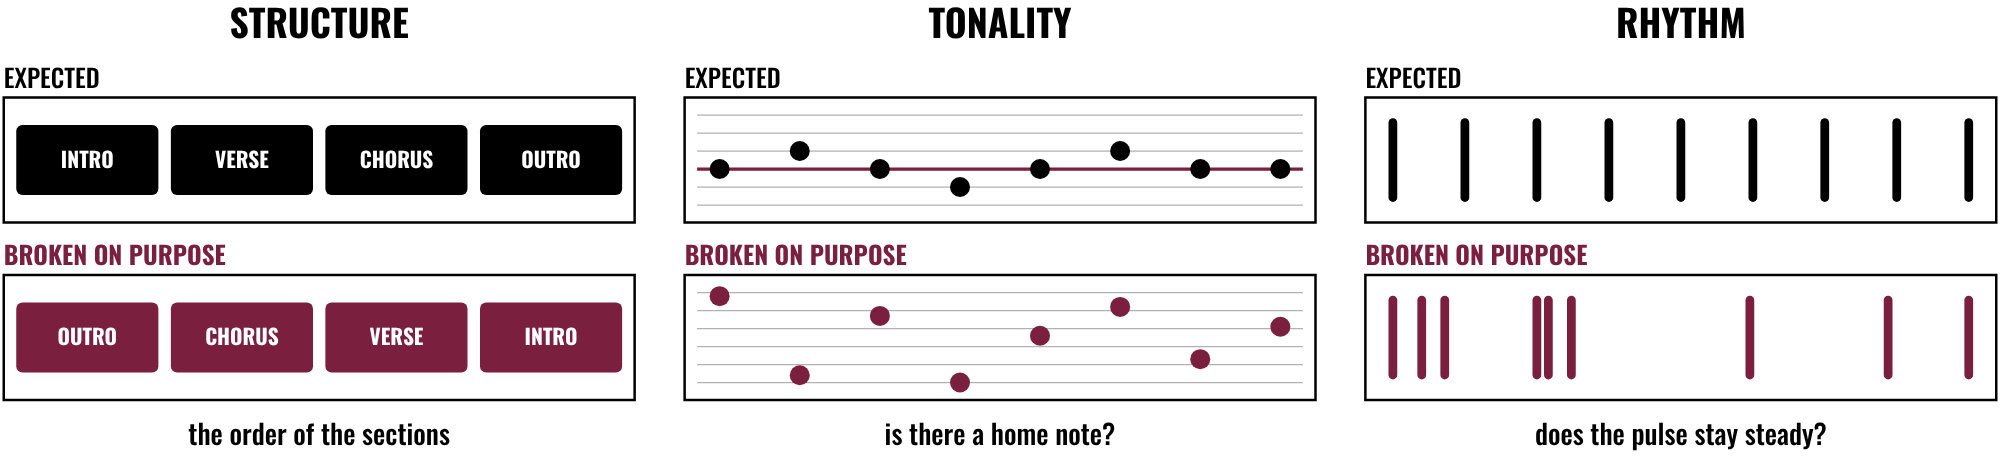 STRUCTURE
EXPECTED
INTRO
VERSE
CHORUS
OUTRO
BROKEN ON PURPOSE
OUTRO
CHORUS
VERSE
INTRO
the order of the sections
TONALITY
EXPECTED
BROKEN ON PURPOSE
is there a home note?
RHYTHM
EXPECTED
BROKEN ON PURPOSE
does the pulse stay steady?